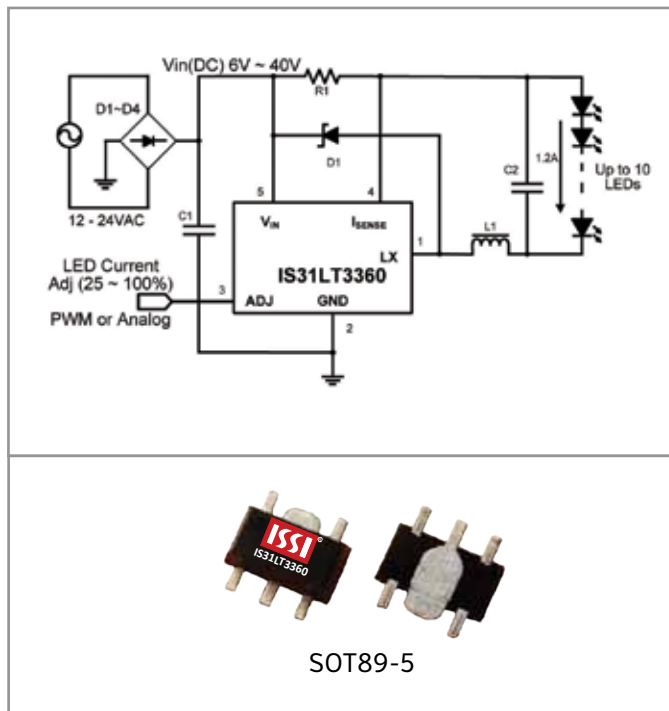 Vin(DC) 6V ~ 40V
R1
D1~D4
D1
5
4
C2
1.2A
Up to 10
LEDs
12 - 24VAC
C1
VIN
ISENSE
LX
1
L1
IS31LT3360
LED Current
Adj (25 ~ 100%)
3
ADJ
GND
PWM or Analog
2
ISSI®
IS31LT3360
SOT89-5